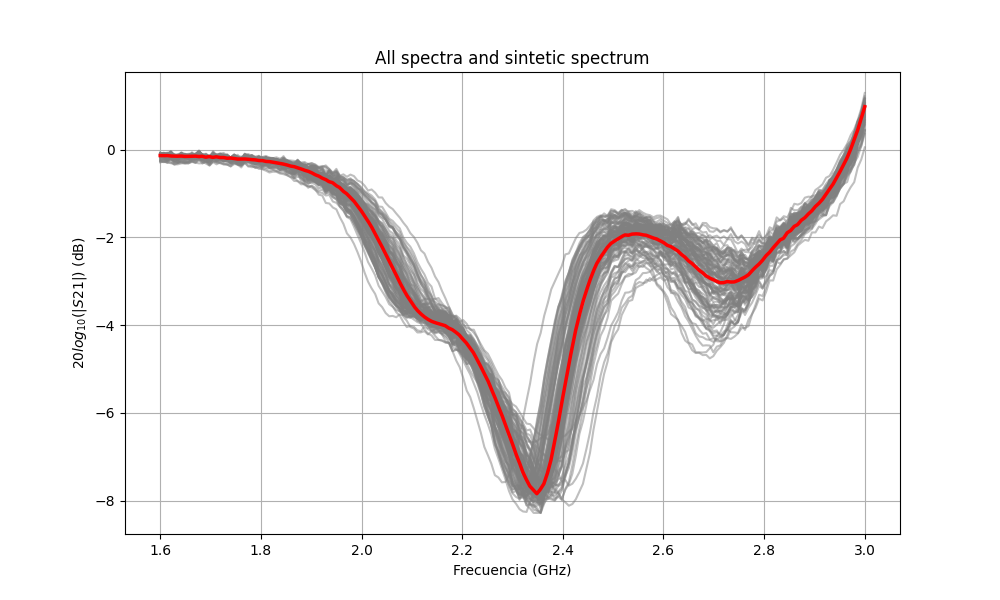 All spectra and sintetic spectrum
20log₁₀(|S21|) (dB)
0
−2
−4
−6
−8
1.6 1.8 2.0 2.2 2.4 2.6 2.8 3.0
Frecuencia (GHz)